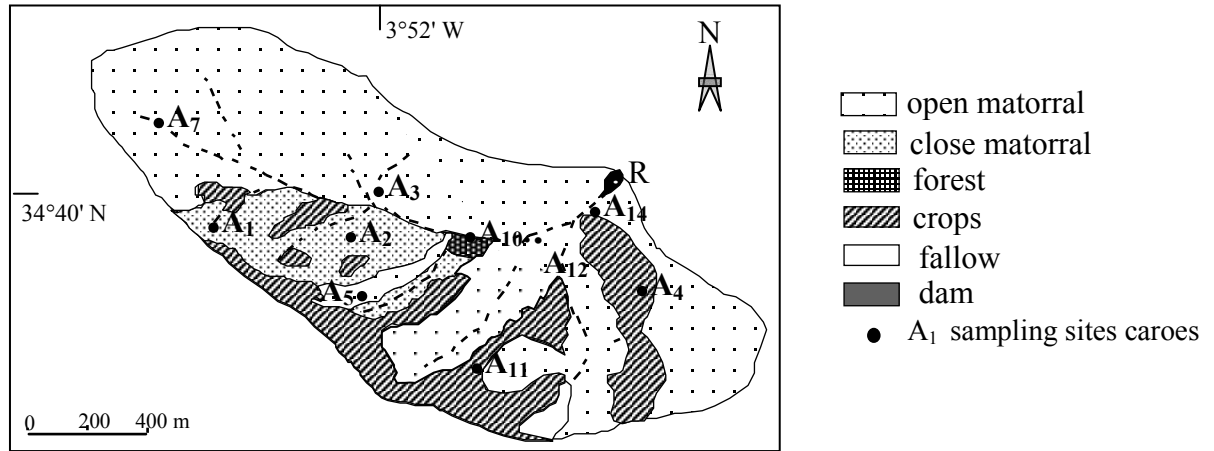 3°52' W
N
A7
R
A3
34°40' N
A14
A1
A2
A10
A12
A5
A4
A11
0 200 400 m
open matorral
close matorral
forest
crops
fallow
dam
A1 sampling sites caroes